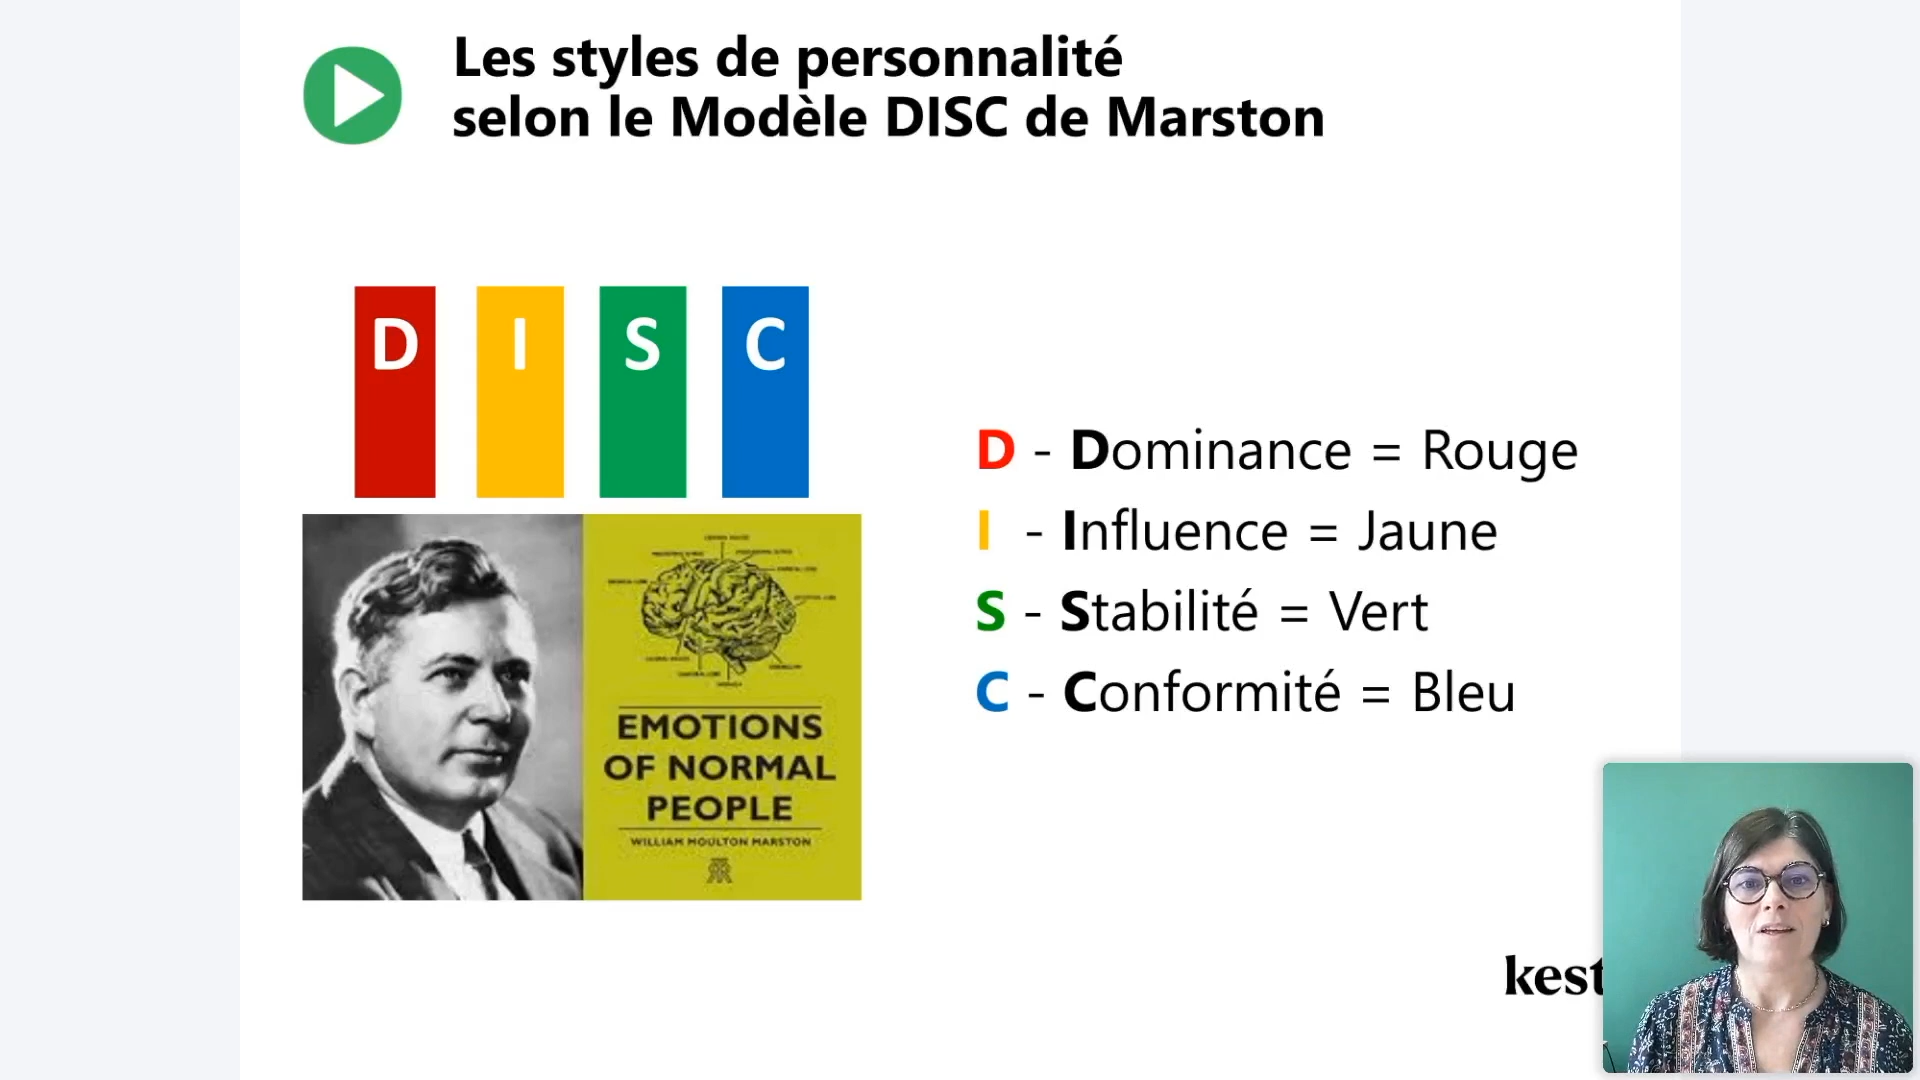 Les styles de personnalité
selon le Modèle DISC de Marston
D I S C
EMOTIONS
OF NORMAL
PEOPLE
WILLIAM MOULTON MARSTON
D - Dominance = Rouge
I - Influence = Jaune
S - Stabilité = Vert
C - Conformité = Bleu
kest